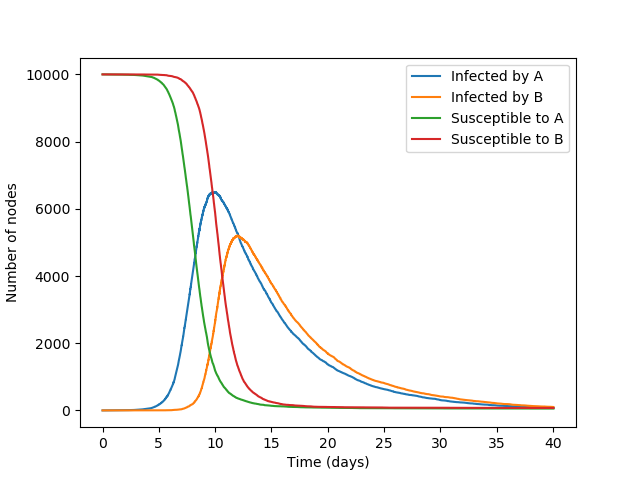 10000
8000
6000
4000
2000
0
Number of nodes
Infected by A
Infected by B
Susceptible to A
Susceptible to B
0 5 10 15 20 25 30 35 40
Time (days)